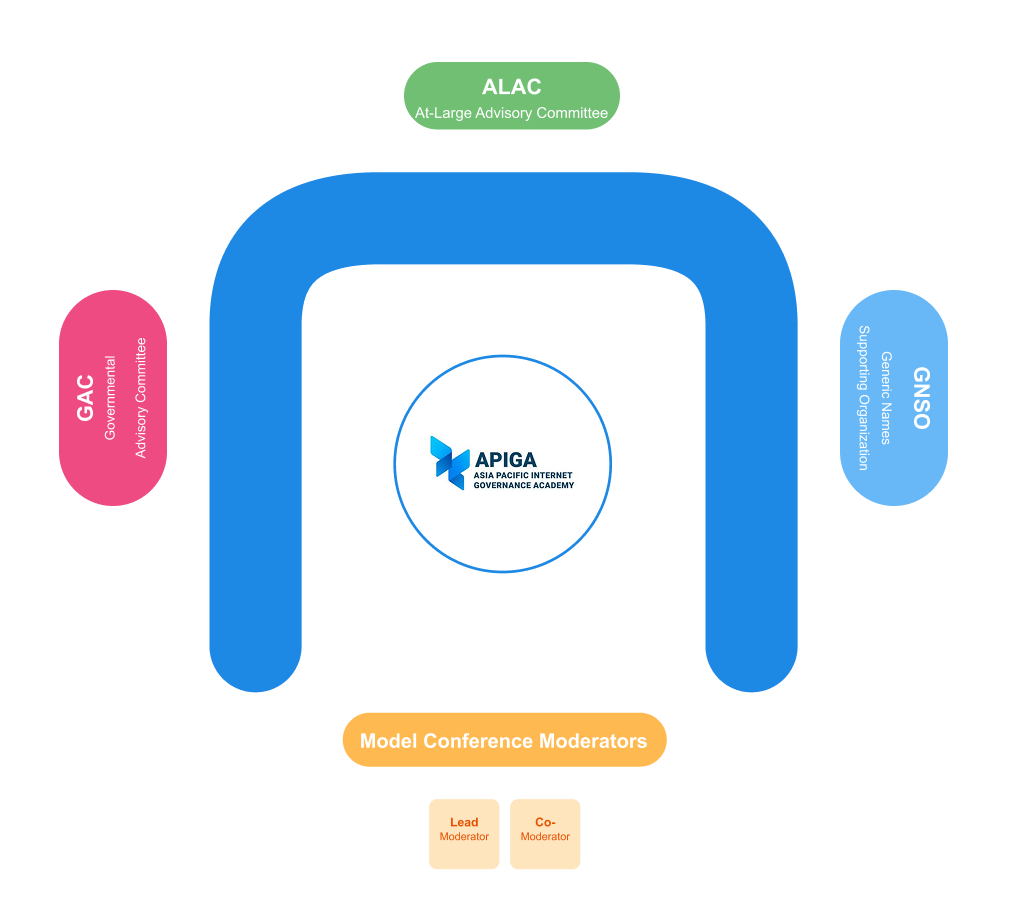 ALAC
At-Large Advisory Committee
GAC
Governmental
Advisory Committee
GNSO
Generic Names
Supporting Organization
APIGA
ASIA PACIFIC INTERNET
GOVERNANCE ACADEMY
Model Conference Moderators
Lead
Moderator
Co-
Moderator